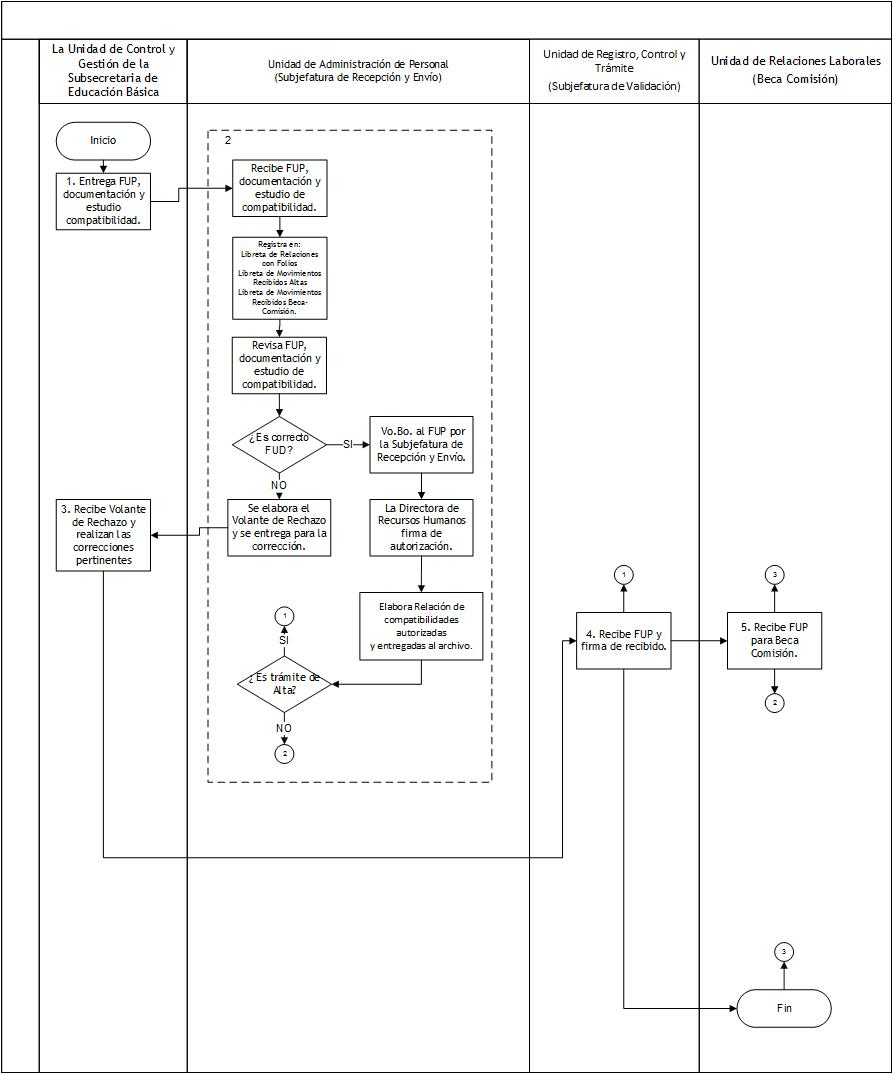 La Unidad de Control y
Gestión de la
Subsecretaria de
Educación Básica
Unidad de Administración de Personal
(Subjefatura de Recepción y Envío)
Unidad de Registro, Control y
Trámite
(Subjefatura de Validación)
Unidad de Relaciones Laborales
(Beca Comisión)
Inicio
1. Entrega FUP,
documentación y
estudio
compatibilidad.
2
Recibe FUP,
documentación y
estudio de
compatibilidad.
Registra en:
Libreta de Relaciones
con Folios
Libreta de Movimientos
Recibidos Altas
Libreta de Movimientos
Recibidos Beca-
Comisión.
Revisa FUP,
documentación y
estudio de
compatibilidad.
¿Es correcto
FUD?
SI
Vo.Bo. al FUP por
la Subjefatura de
Recepción y Envío.
NO
Se elabora el
Volante de Rechazo
y se entrega para la
corrección.
La Directora de
Recursos Humanos
firma de
autorización.
3. Recibe Volante
de Rechazo y
realizan las
correcciones
pertinentes
Elabora Relación de
compatibilidades
autorizadas
y entregadas al archivo.
1
SI
¿Es trámite de
Alta?
NO
2
1
4. Recibe FUP y
firma de recibido.
3
5. Recibe FUP
para Beca
Comisión.
2
3
Fin